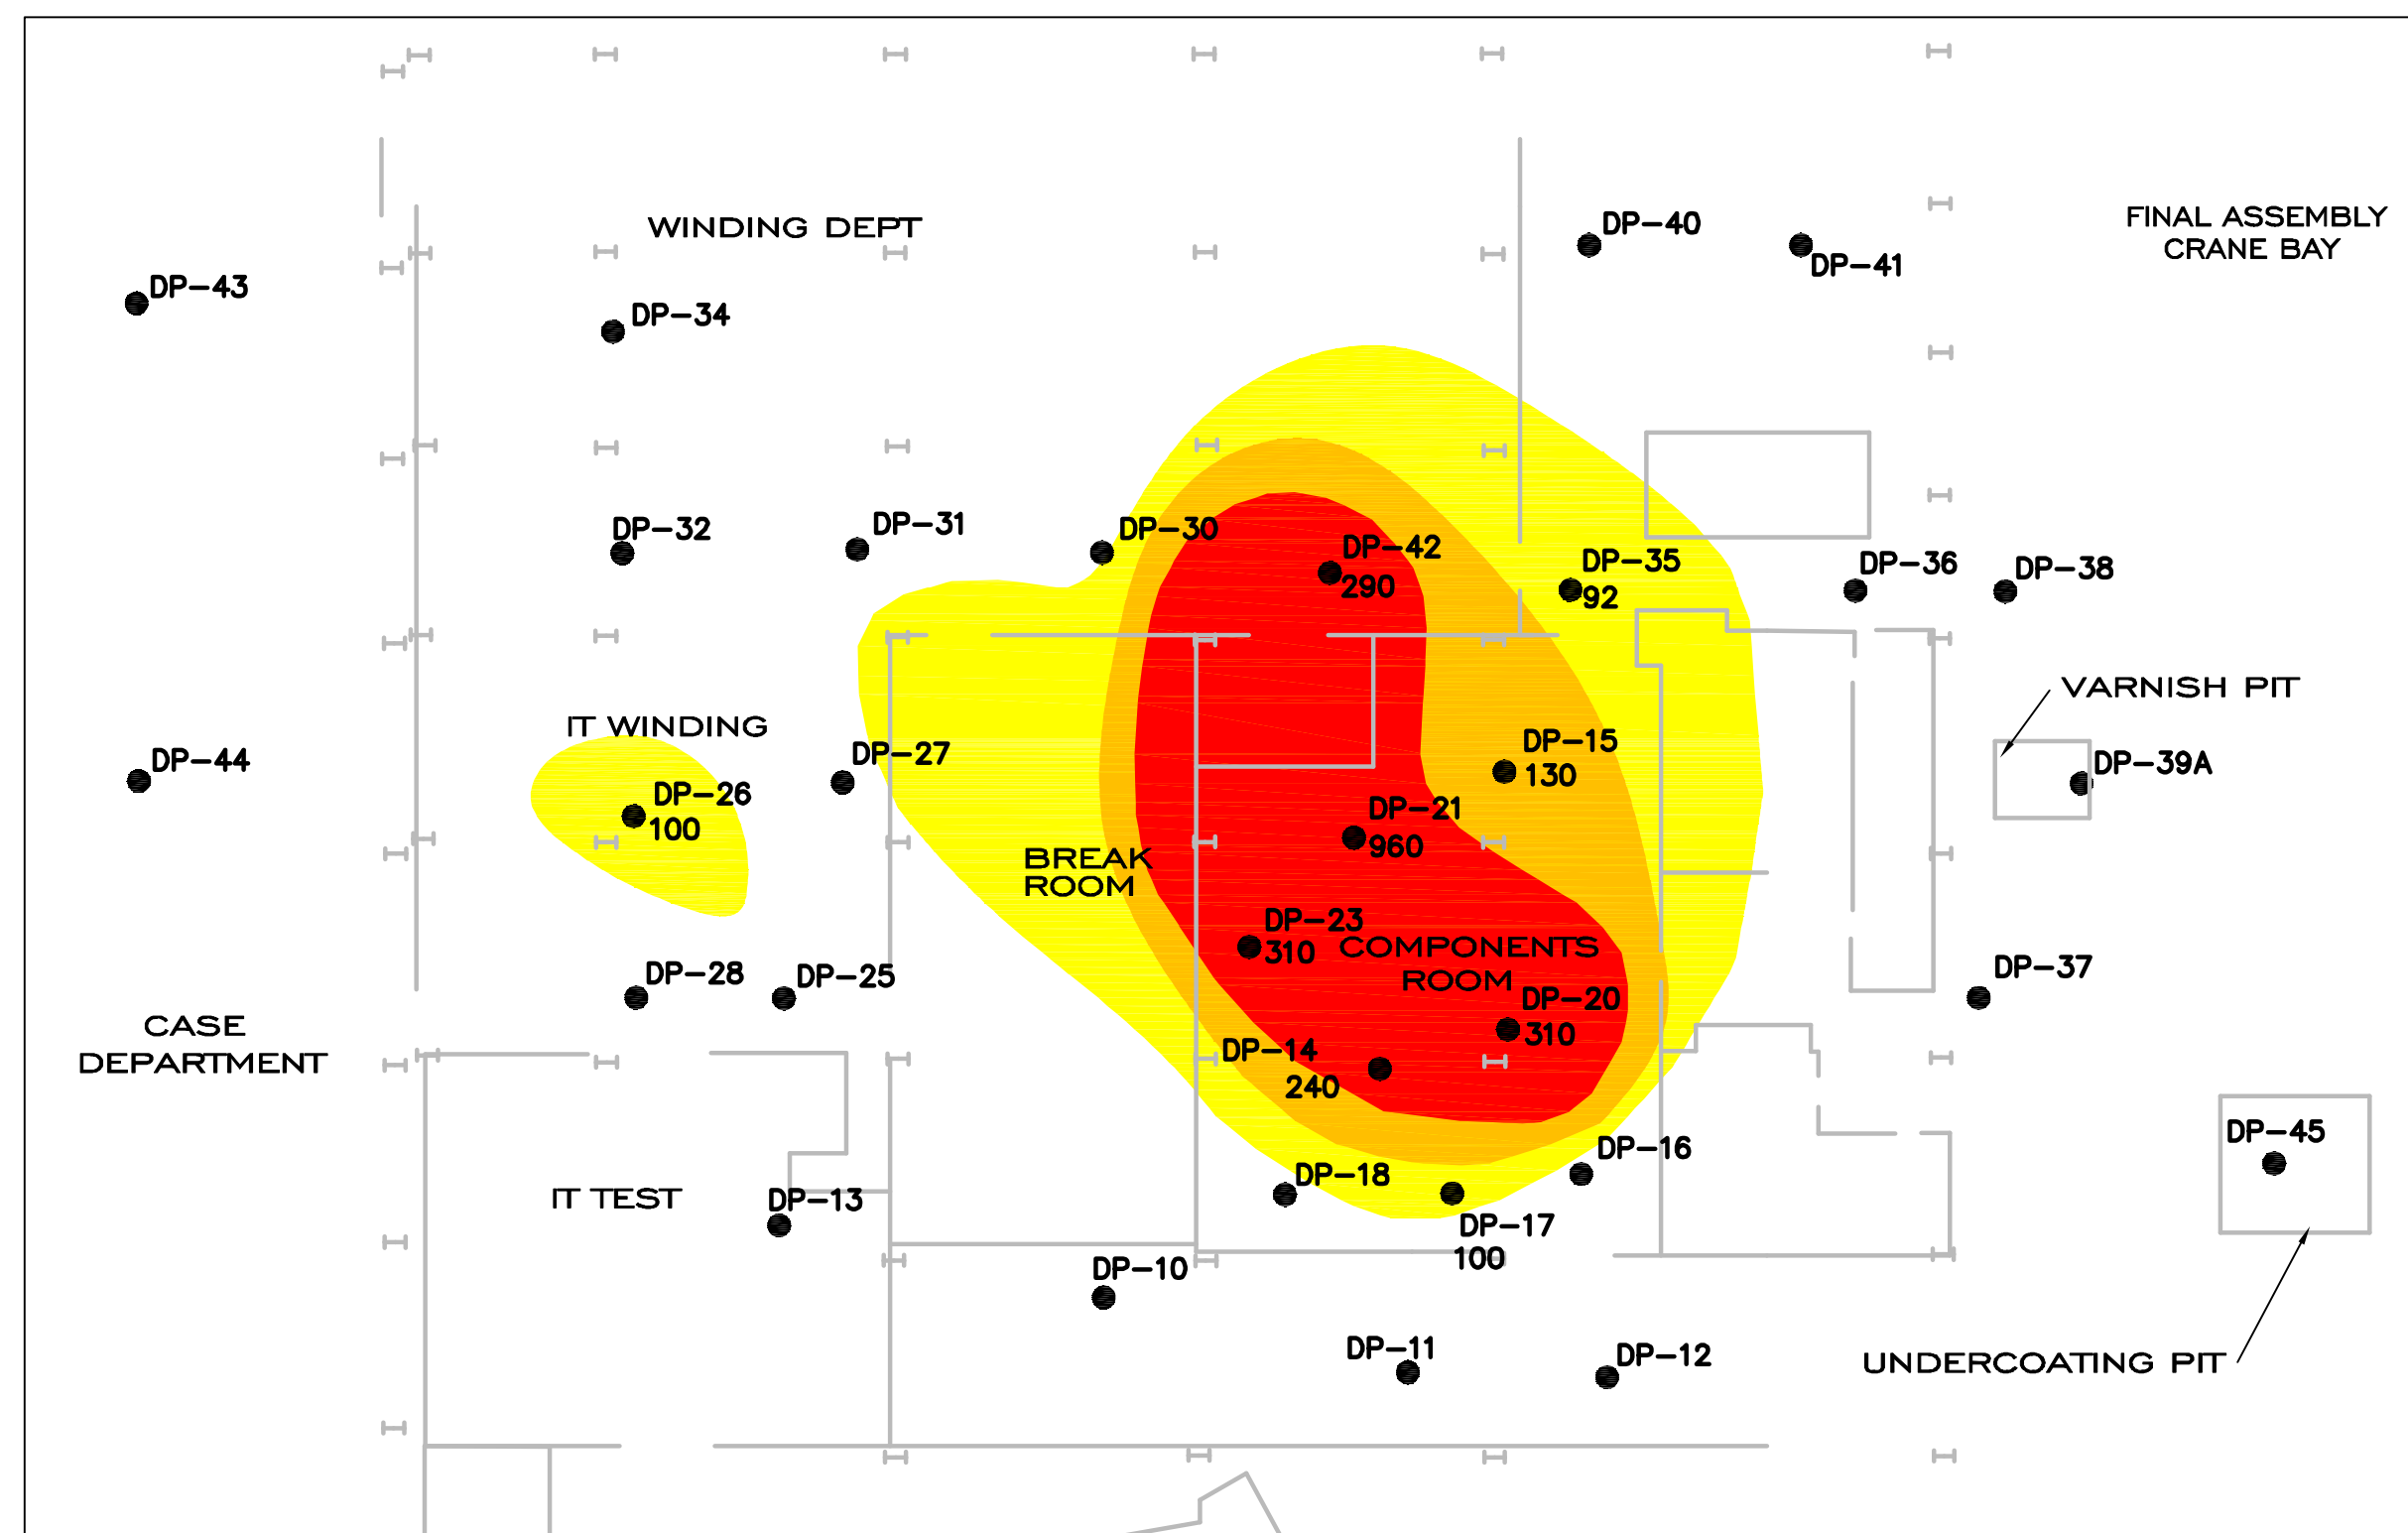 FINAL ASSEMBLY
CRANE BAY
WINDING DEPT
DP-40
DP-41
DP-43
DP-34
DP-32
DP-31
DP-30
DP-42
290
DP-35
92
DP-36
DP-38
VARNISH PIT
IT WINDING
DP-44
DP-27
DP-15
130
DP-39A
DP-26
100
DP-21
960
BREAK
ROOM
DP-23
310
COMPONENTS
ROOM
DP-28
DP-25
DP-37
DP-20
310
CASE
DEPARTMENT
DP-14
240
DP-45
DP-16
DP-18
IT TEST
DP-13
DP-17
100
DP-10
DP-11
DP-12
UNDERCOATING PIT